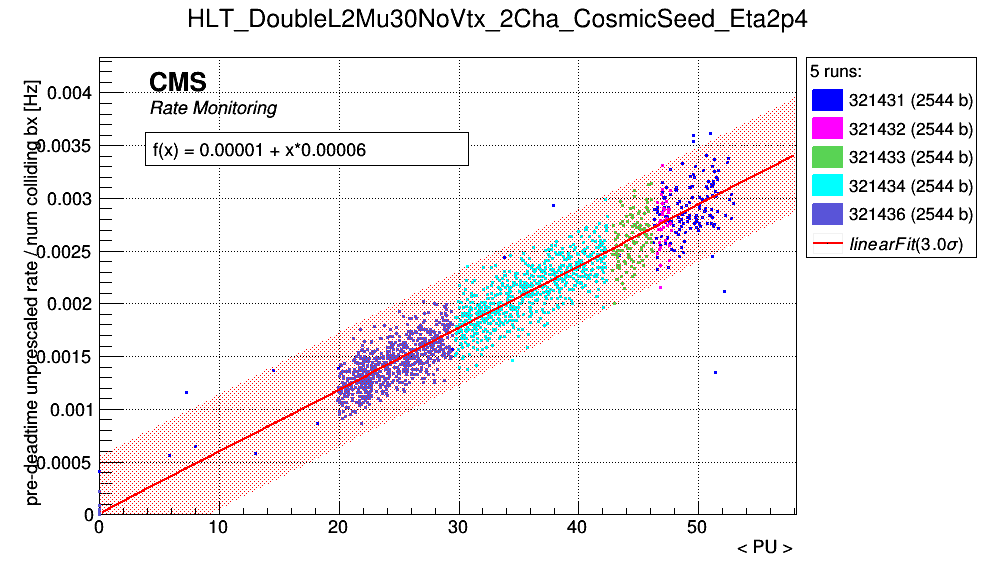 HLT_DoubleL2Mu30NoVtx_2Cha_CosmicSeed_Eta2p4
CMS
Rate Monitoring
f(x) = 0.00001 + x*0.00006
pre-deadtime unprescaled rate / num colliding bx [Hz]
0.004
0.0035
0.003
0.0025
0.002
0.0015
0.001
0.0005
0
0 10 20 30 40 50
< PU >
5 runs:
321431 (2544 b)
321432 (2544 b)
321433 (2544 b)
321434 (2544 b)
321436 (2544 b)
linearFit(3.0σ)